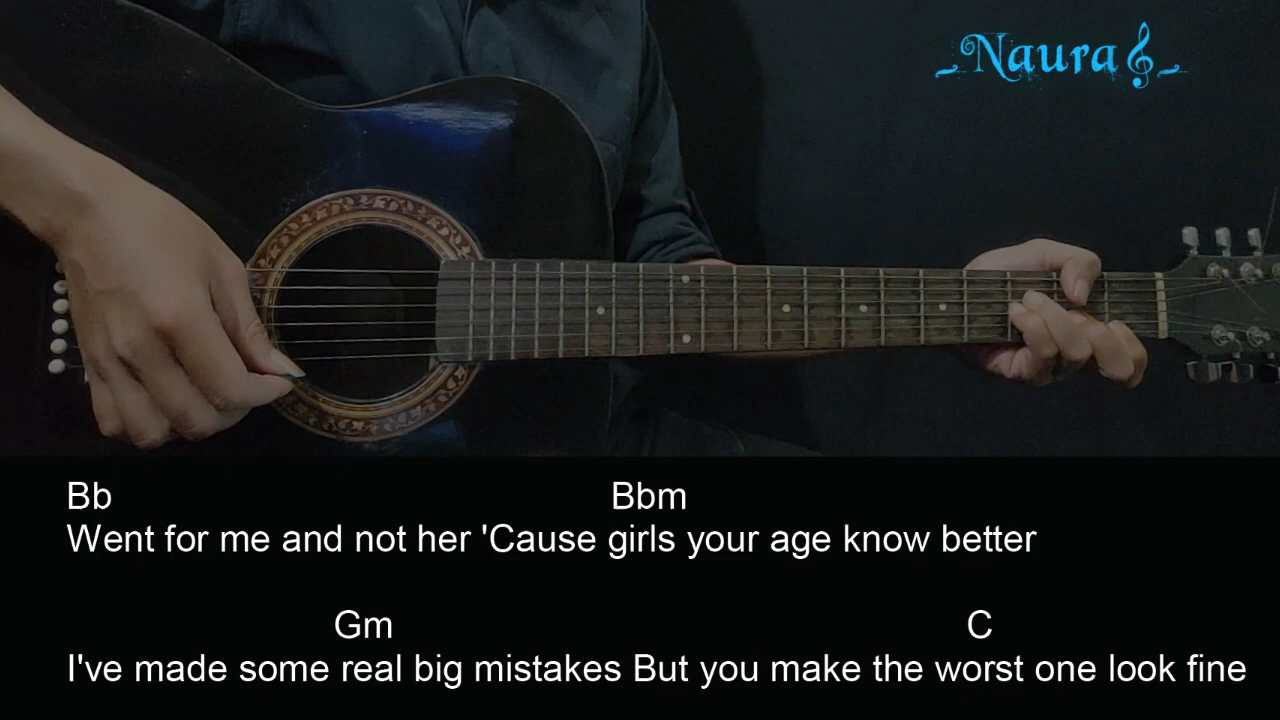 Naura
Bb Bbm
Went for me and not her 'Cause girls your age know better
Gm C
I've made some real big mistakes But you make the worst one look fine